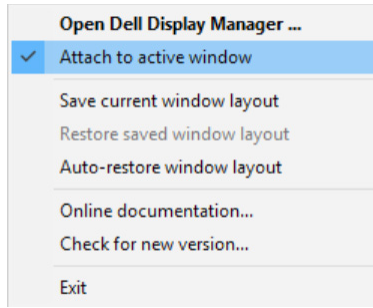 Open Dell Display Manager ...
Attach to active window
Save current window layout
Restore saved window layout
Auto-restore window layout
Online documentation...
Check for new version...
Exit